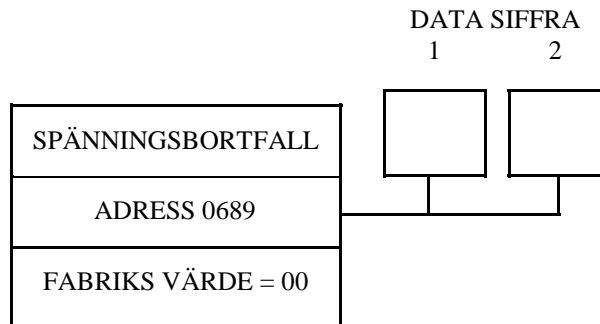 DATA SIFFRA
1 2
SPÄNNINGSBORTFALL
ADRESS 0689
FABRIKS VÄRDE = 00